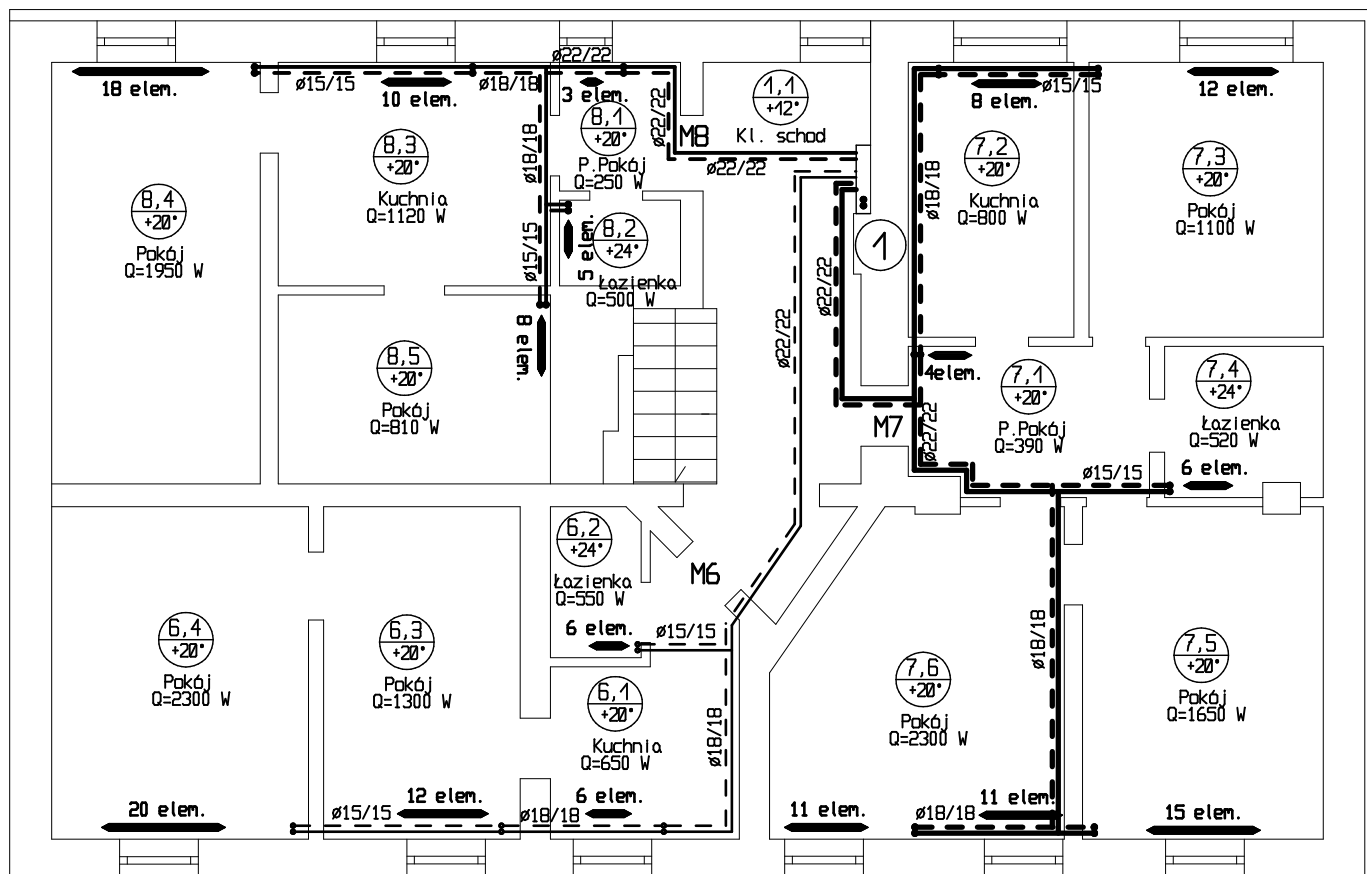 18 elem.
ø15/15
10 elem.
ø18/18
ø22/22
3 elem.
8,1
+20°
P.Pokój
Q=250 W
ø22/22
M8
1,1
+12°
Kl. schod
ø22/22
8 elem.
ø15/15
12 elem.
8,4
+20°
Pokój
Q=1950 W
8,3
+20°
Kuchnia
Q=1120 W
ø18/18
ø15/15
5 elem.
8,2
+24°
Łazienka
Q=500 W
7,2
+20°
Kuchnia
Q=800 W
ø18/18
7,3
+20°
Pokój
Q=1100 W
1
ø22/22
ø22/22
8 elem.
8,5
+20°
Pokój
Q=810 W
4elem.
7,1
+20°
P.Pokój
Q=390 W
7,4
+24°
Łazienka
Q=520 W
M7
ø22/22
ø15/15
6 elem.
6,2
+24°
Łazienka
Q=550 W
M6
6 elem.
ø15/15
6,4
+20°
Pokój
Q=2300 W
6,3
+20°
Pokój
Q=1300 W
6,1
+20°
Kuchnia
Q=650 W
ø18/18
7,6
+20°
Pokój
Q=2300 W
ø18/18
7,5
+20°
Pokój
Q=1650 W
20 elem.
ø15/15
12 elem.
ø18/18
6 elem.
11 elem.
ø18/18
11 elem.
15 elem.